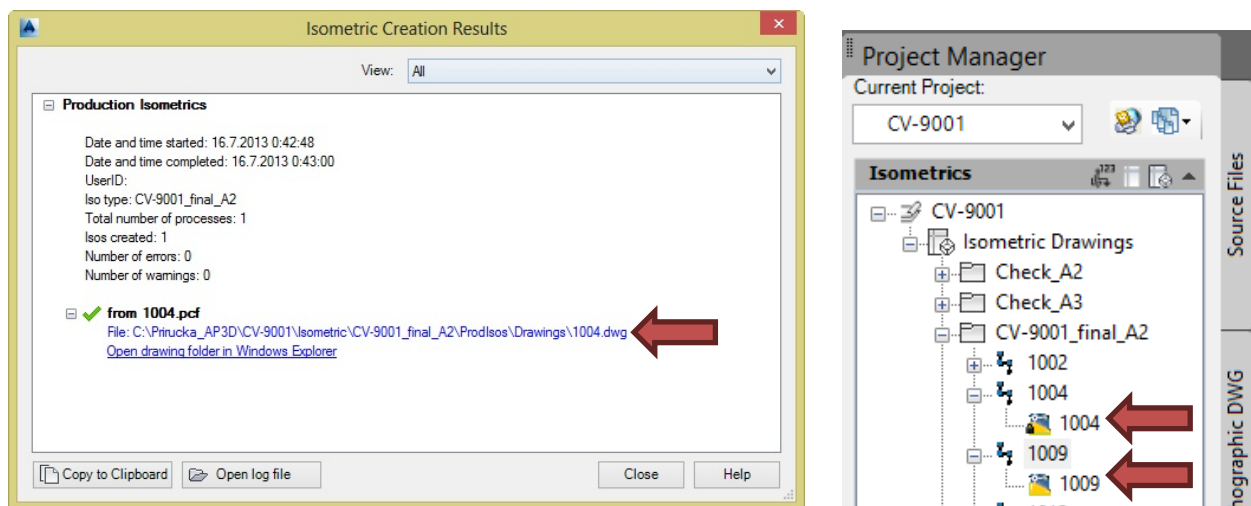 Isometric Creation Results
View: All
Production Isometrics
Date and time started: 16.7.2013 0:42:48
Date and time completed: 16.7.2013 0:43:00
UserID:
Iso type: CV-9001_final_A2
Total number of processes: 1
Isos created: 1
Number of errors: 0
Number of warnings: 0
from 1004.pcf
File: C:\Prirucka_AP3D\CV-9001\Isometric\CV-9001_final_A2\ProdIsos\Drawings\1004.dwg
Open drawing folder in Windows Explorer
Copy to Clipboard
Open log file
Close
Help
Project Manager
Current Project:
CV-9001
Isometrics
CV-9001
Isometric Drawings
Check_A2
Check_A3
CV-9001_final_A2
1002
1004
1004
1009
1009
Source Files
DWG